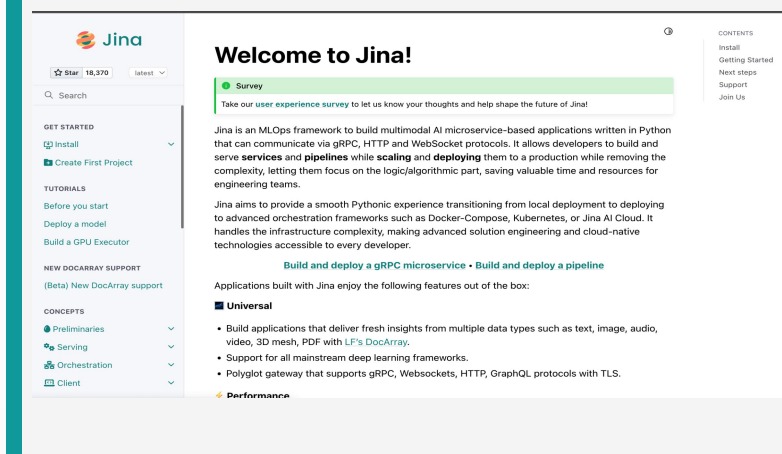 Jina
Star 18,370 latest
Search
GET STARTED
Install
Create First Project
TUTORIALS
Before you start
Deploy a model
Build a GPU Executor
NEW DOCARRAY SUPPORT
(Beta) New DocArray support
CONCEPTS
Preliminaries
Serving
Orchestration
Client
Welcome to Jina!
Survey
Take our user experience survey to let us know your thoughts and help shape the future of Jina!
Jina is an MLOps framework to build multimodal AI microservice-based applications written in Python
that can communicate via gRPC, HTTP and WebSocket protocols. It allows developers to build and
serve services and pipelines while scaling and deploying them to a production while removing the
complexity, letting them focus on the logic/algorithmic part, saving valuable time and resources for
engineering teams.
Jina aims to provide a smooth Pythonic experience transitioning from local deployment to deploying
to advanced orchestration frameworks such as Docker-Compose, Kubernetes, or Jina AI Cloud. It
handles the infrastructure complexity, making advanced solution engineering and cloud-native
technologies accessible to every developer.
Build and deploy a gRPC microservice • Build and deploy a pipeline
Applications built with Jina enjoy the following features out of the box:
Universal
• Build applications that deliver fresh insights from multiple data types such as text, image, audio,
video, 3D mesh, PDF with LF's DocArray.
• Support for all mainstream deep learning frameworks.
• Polyglot gateway that supports gRPC, Websockets, HTTP, GraphQL protocols with TLS.
Performance
CONTENTS
Install
Getting Started
Next steps
Support
Join Us